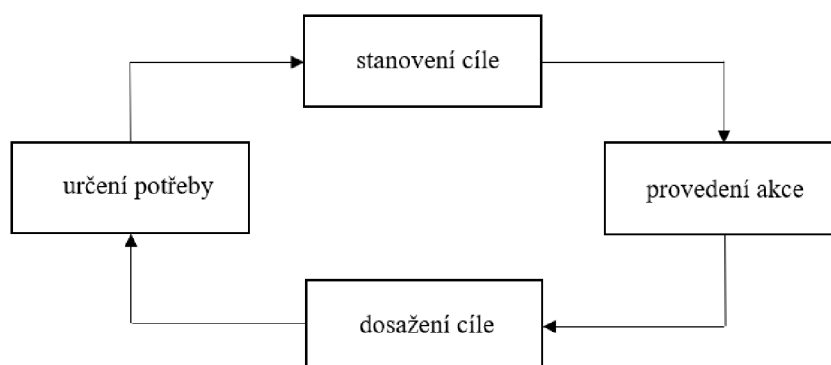 stanovení cíle
určení potřeby
provedení akce
dosažení cíle